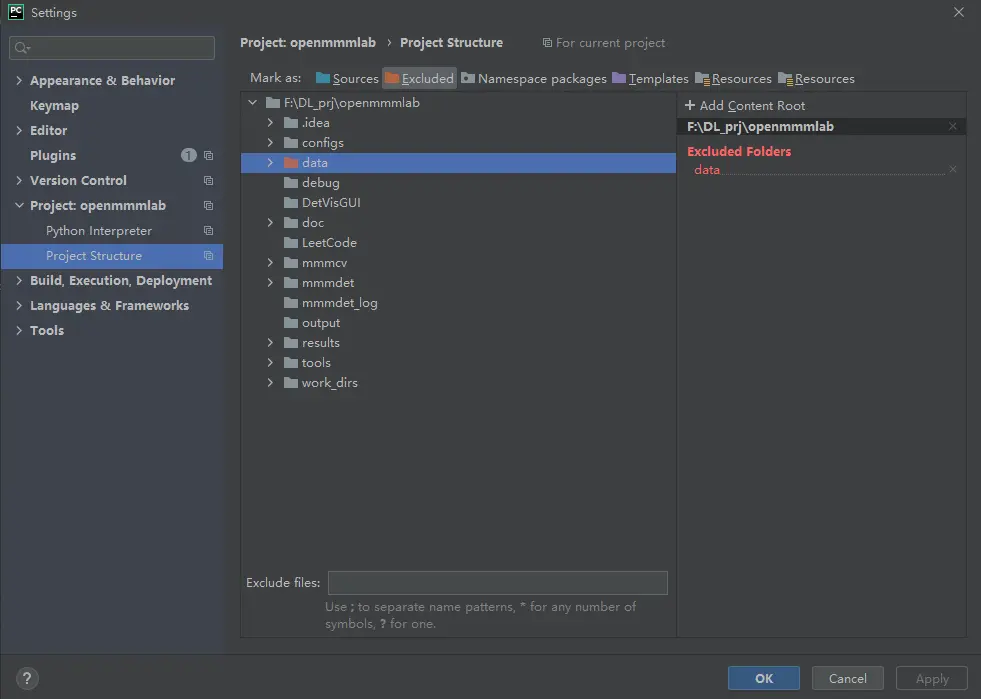 PC
Settings
Project: openmmmlab › Project Structure
For current project
Appearance & Behavior
Keymap
Editor
Plugins 1
Version Control
Project: openmmmlab
Python Interpreter
Project Structure
Build, Execution, Deployment
Languages & Frameworks
Tools
Mark as: Sources Excluded Namespace packages Templates Resources Resources
F:\DL_prj\openmmmlab
.idea
configs
data
debug
DetVisGUI
doc
LeetCode
mmmcv
mmmdet
mmmdet_log
output
results
tools
work_dirs
+ Add Content Root
F:\DL_prj\openmmmlab
Excluded Folders
data
Exclude files:
Use ; to separate name patterns, * for any number of
symbols, ? for one.
?
OK Cancel Apply